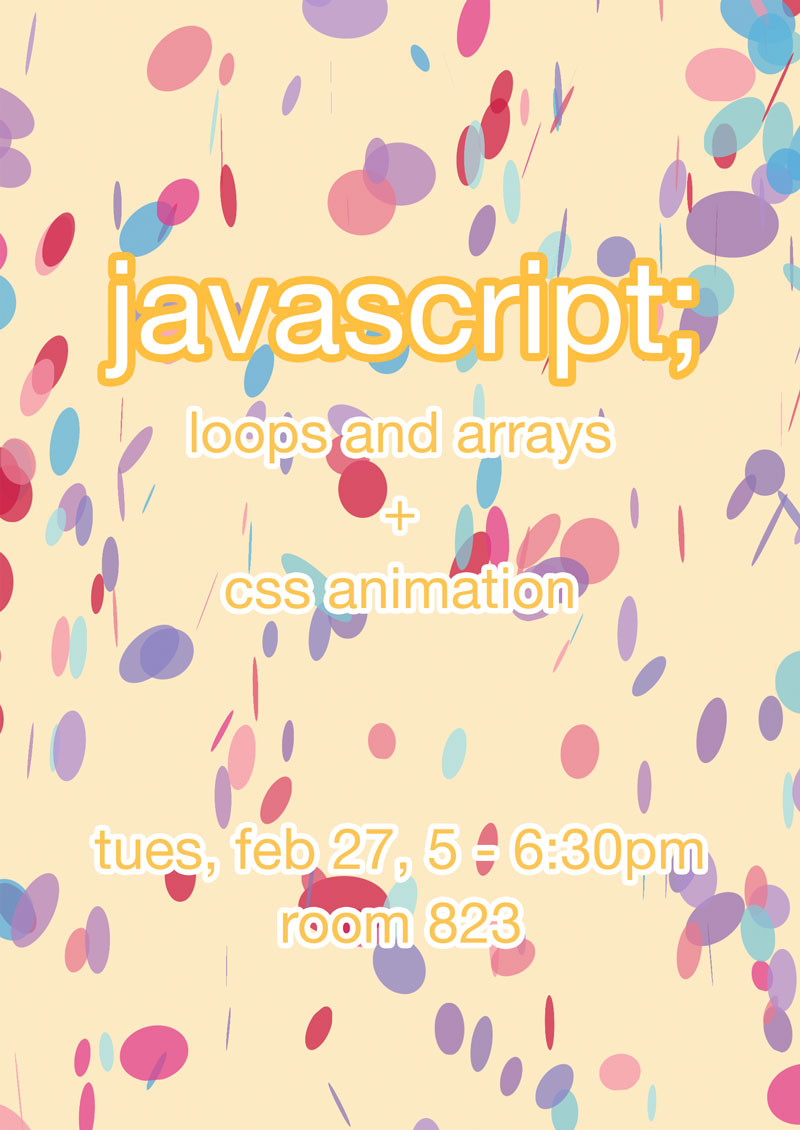 javascript;
loops and arrays
+
css animation
tues, feb 27, 5 - 6:30pm
room 823